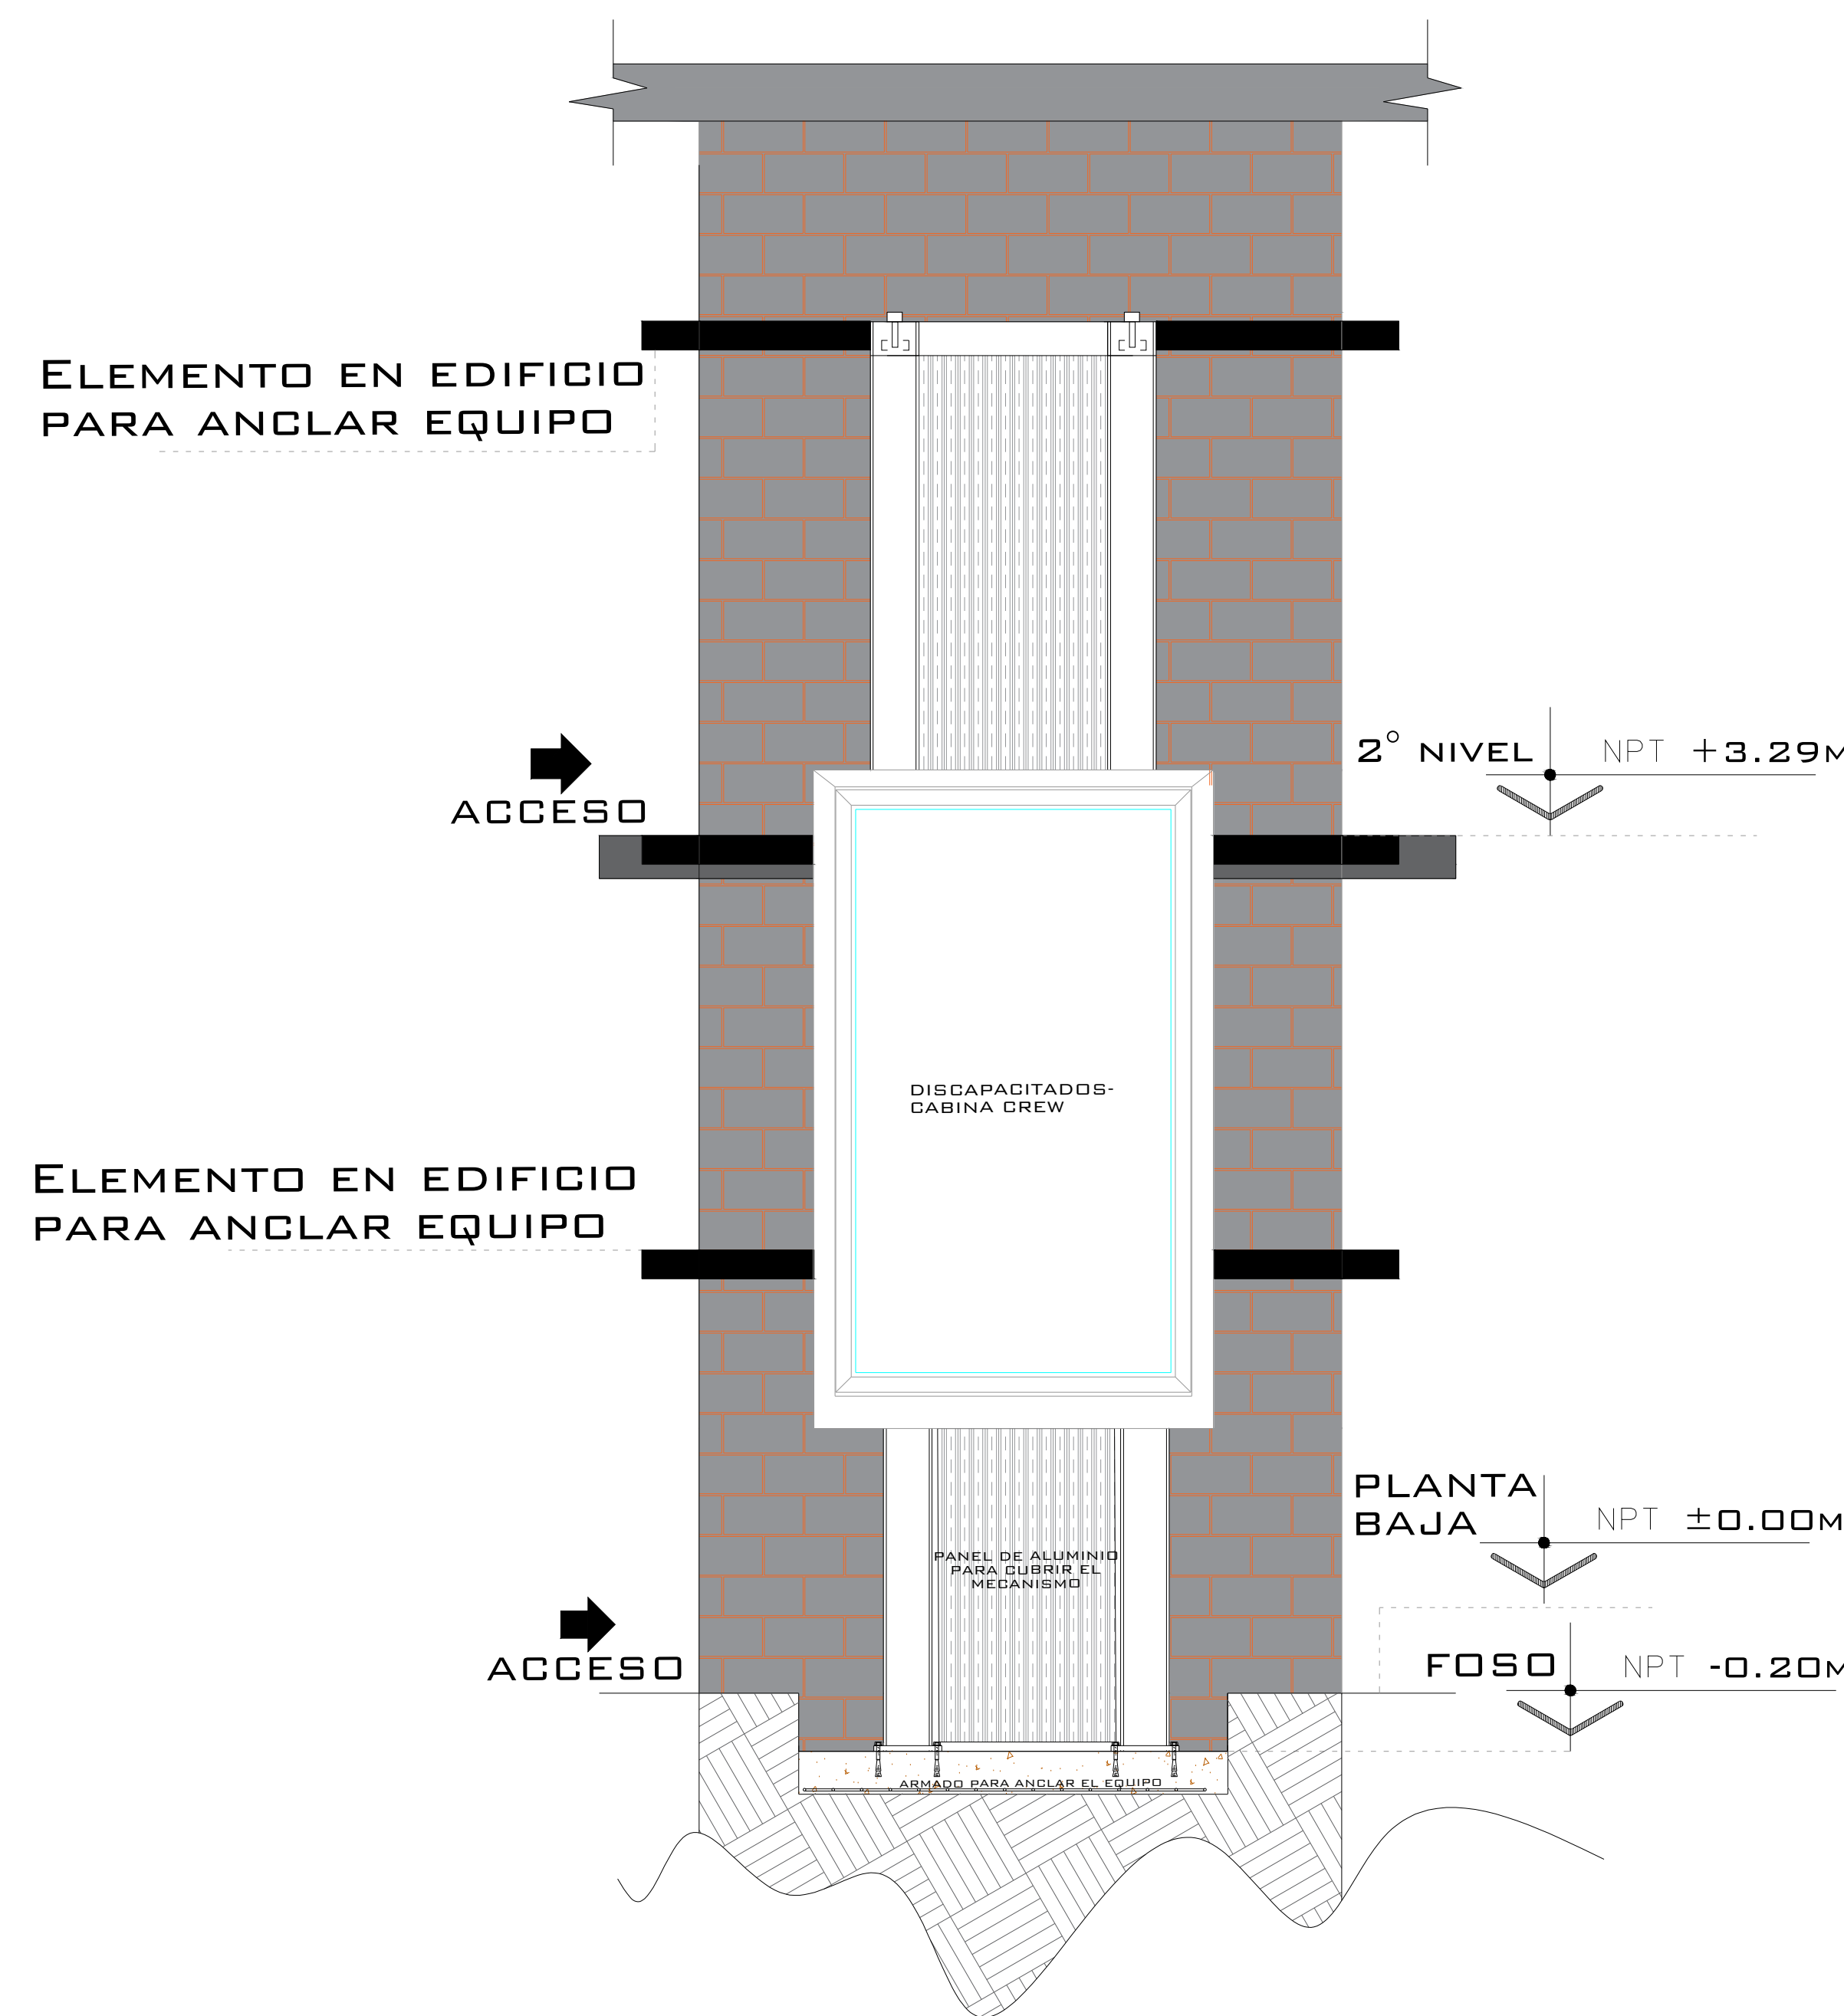 Elemento en edificio
para anclar equipo
2° nivel NPT +3.29m
acceso
discapacitados-
cabina crew
Elemento en edificio
para anclar equipo
planta
baja NPT ±0.00m
panel de aluminio
para cubrir el
mecanismo
acceso
foso NPT -0.20m
armado para anclar el equipo